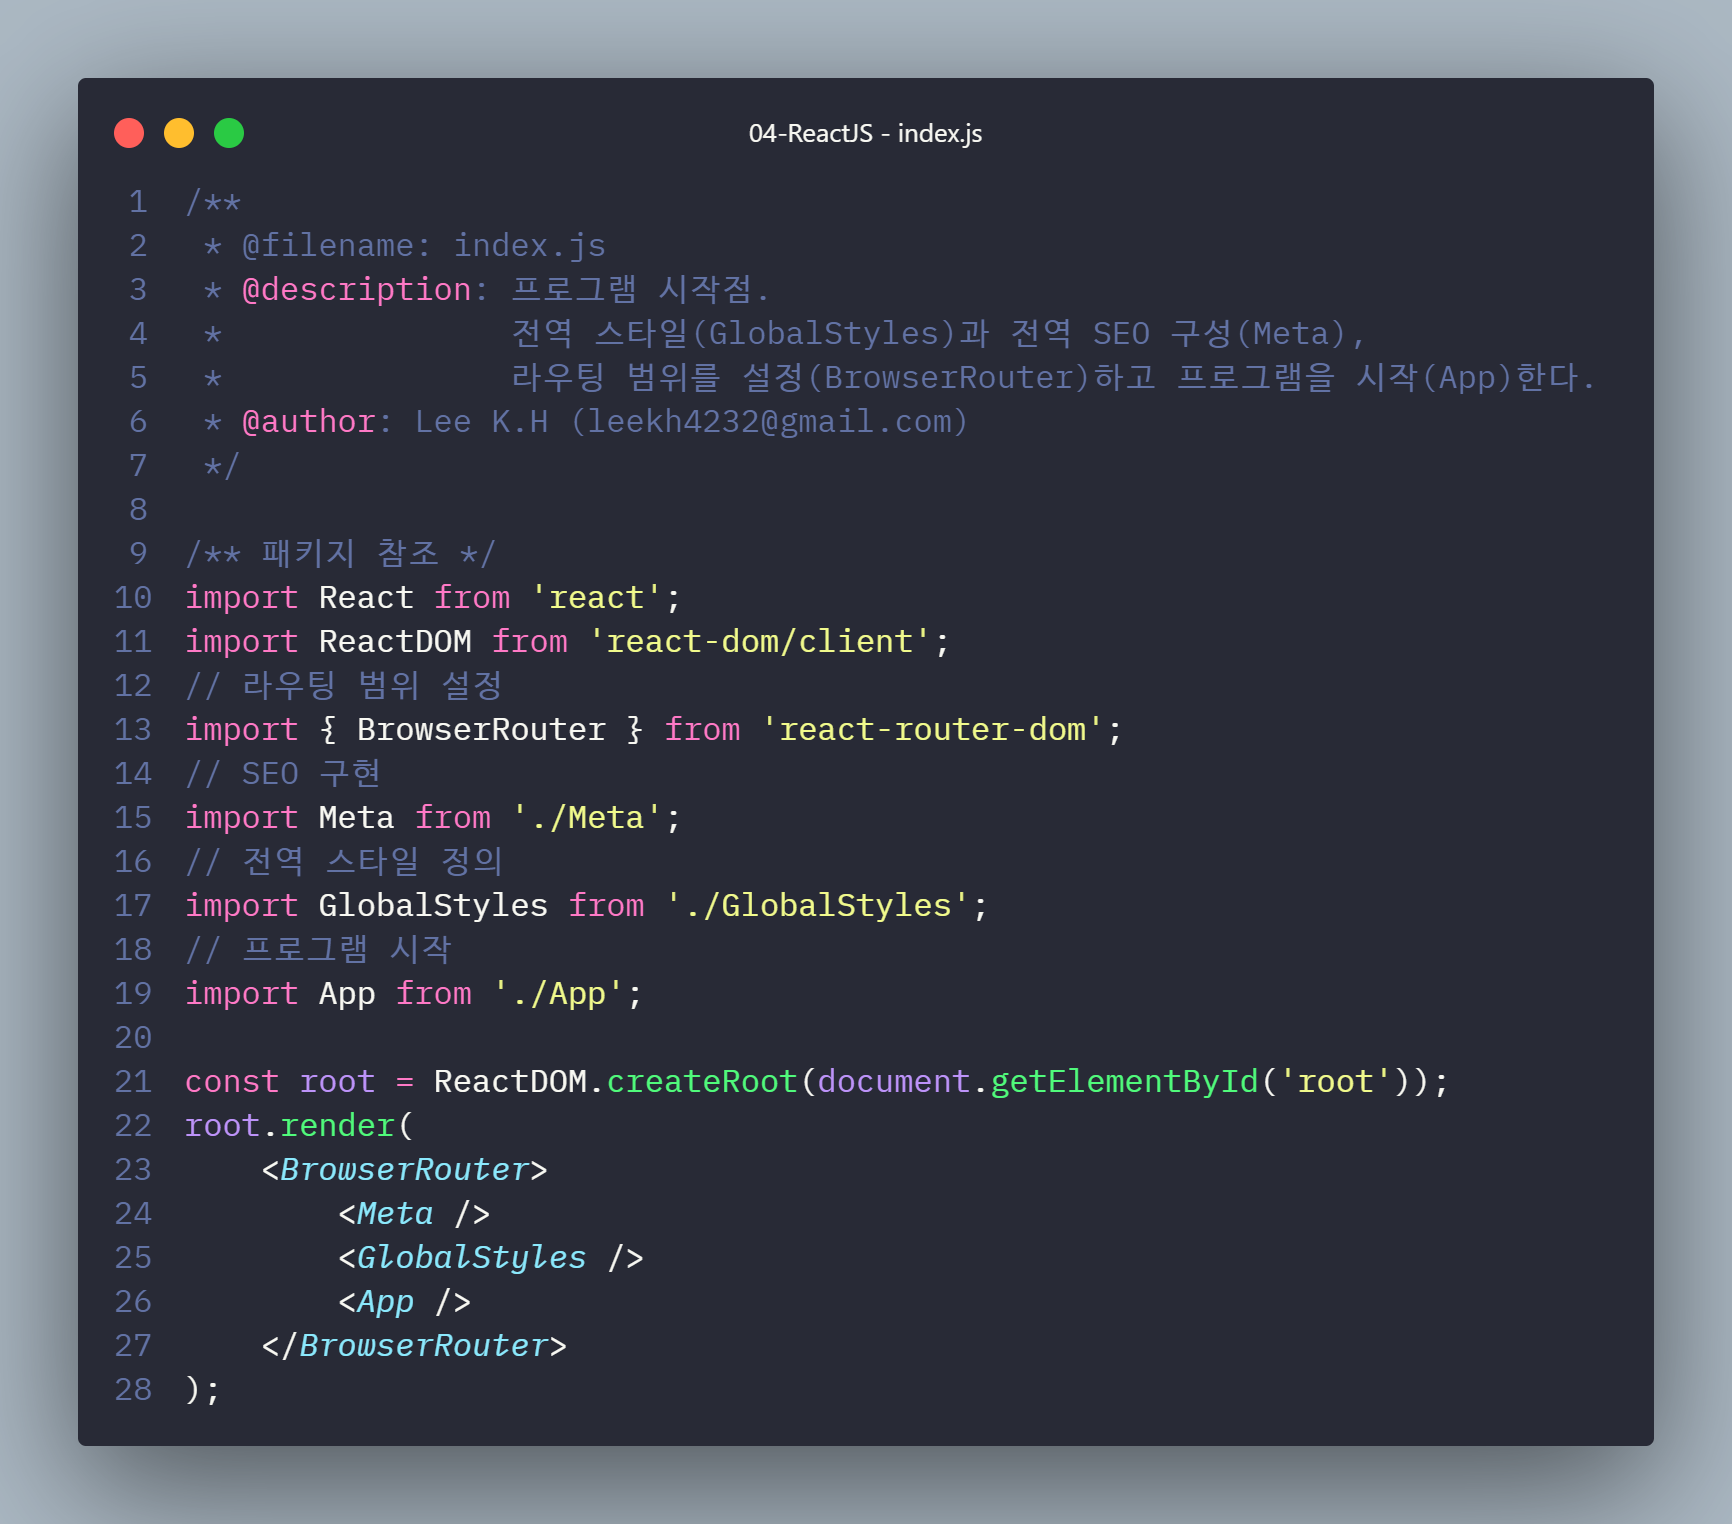 04-ReactJS - index.js
1 /**
2  * @filename: index.js
3  * @description: 프로그램 시작점.
4  *               전역 스타일(GlobalStyles)과 전역 SEO 구성(Meta),
5  *               라우팅 범위를 설정(BrowserRouter)하고 프로그램을 시작(App)한다.
6  * @author: Lee K.H (leekh4232@gmail.com)
7  */
8
9 /** 패키지 참조 */
10 import React from 'react';
11 import ReactDOM from 'react-dom/client';
12 // 라우팅 범위 설정
13 import { BrowserRouter } from 'react-router-dom';
14 // SEO 구현
15 import Meta from './Meta';
16 // 전역 스타일 정의
17 import GlobalStyles from './GlobalStyles';
18 // 프로그램 시작
19 import App from './App';
20
21 const root = ReactDOM.createRoot(document.getElementById('root'));
22 root.render(
23     <BrowserRouter>
24         <Meta />
25         <GlobalStyles />
26         <App />
27     </BrowserRouter>
28 );